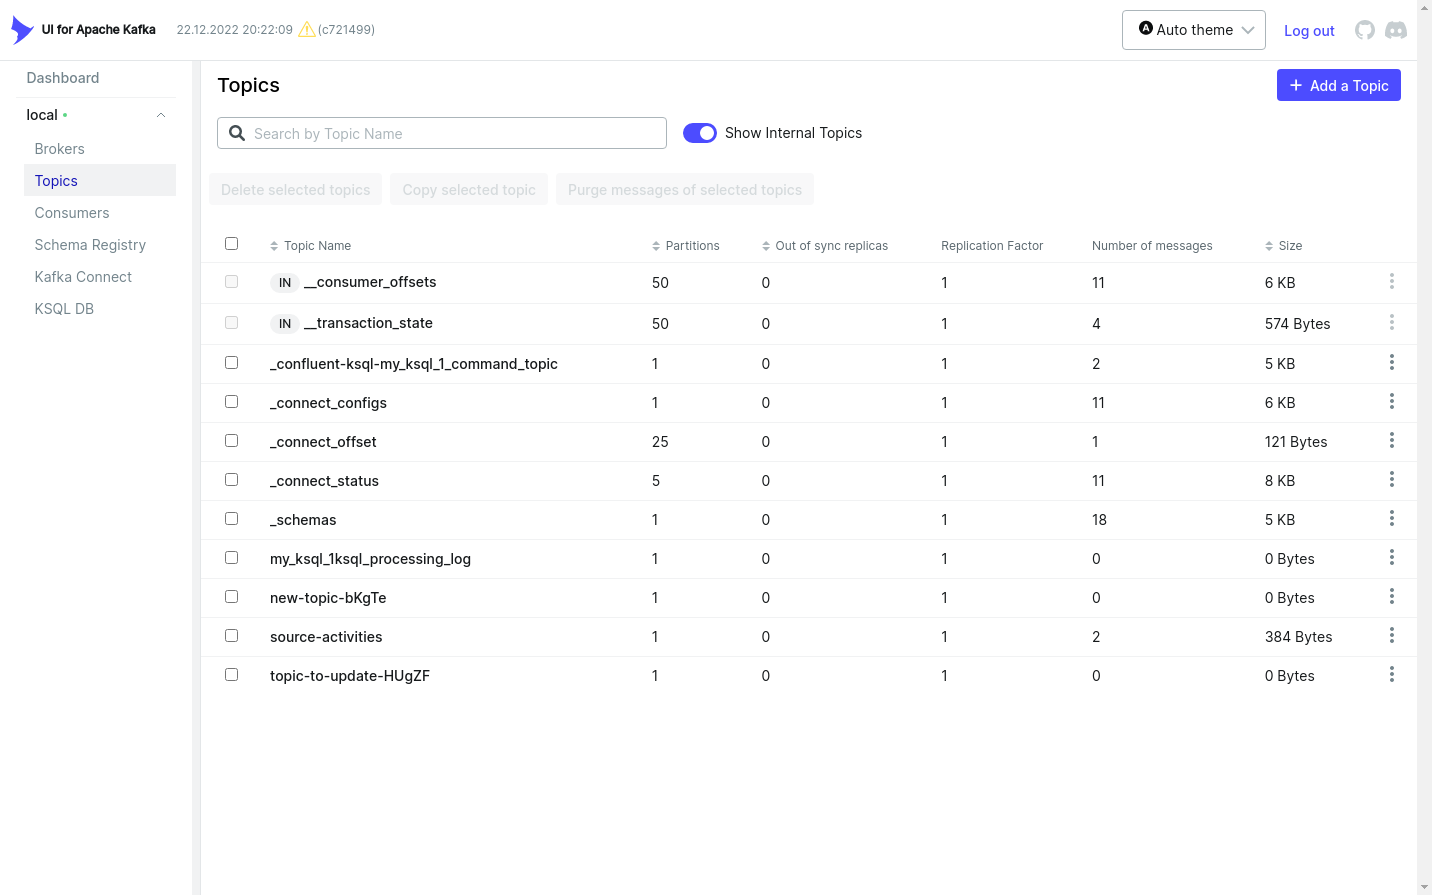 UI for Apache Kafka 22.12.2022 20:22:09 (c721499) A Auto theme Log out
Dashboard
local
Brokers
Topics
Consumers
Schema Registry
Kafka Connect
KSQL DB
Topics
Add a Topic
Search by Topic Name
Show Internal Topics
Delete selected topics Copy selected topic Purge messages of selected topics
Topic Name Partitions Out of sync replicas Replication Factor Number of messages Size
IN __consumer_offsets 50 0 1 11 6 KB
IN __transaction_state 50 0 1 4 574 Bytes
_confluent-ksql-my_ksql_1_command_topic 1 0 1 2 5 KB
_connect_configs 1 0 1 11 6 KB
_connect_offset 25 0 1 1 121 Bytes
_connect_status 5 0 1 11 8 KB
_schemas 1 0 1 18 5 KB
my_ksql_1ksql_processing_log 1 0 1 0 0 Bytes
new-topic-bKgTe 1 0 1 0 0 Bytes
source-activities 1 0 1 2 384 Bytes
topic-to-update-HUgZF 1 0 1 0 0 Bytes